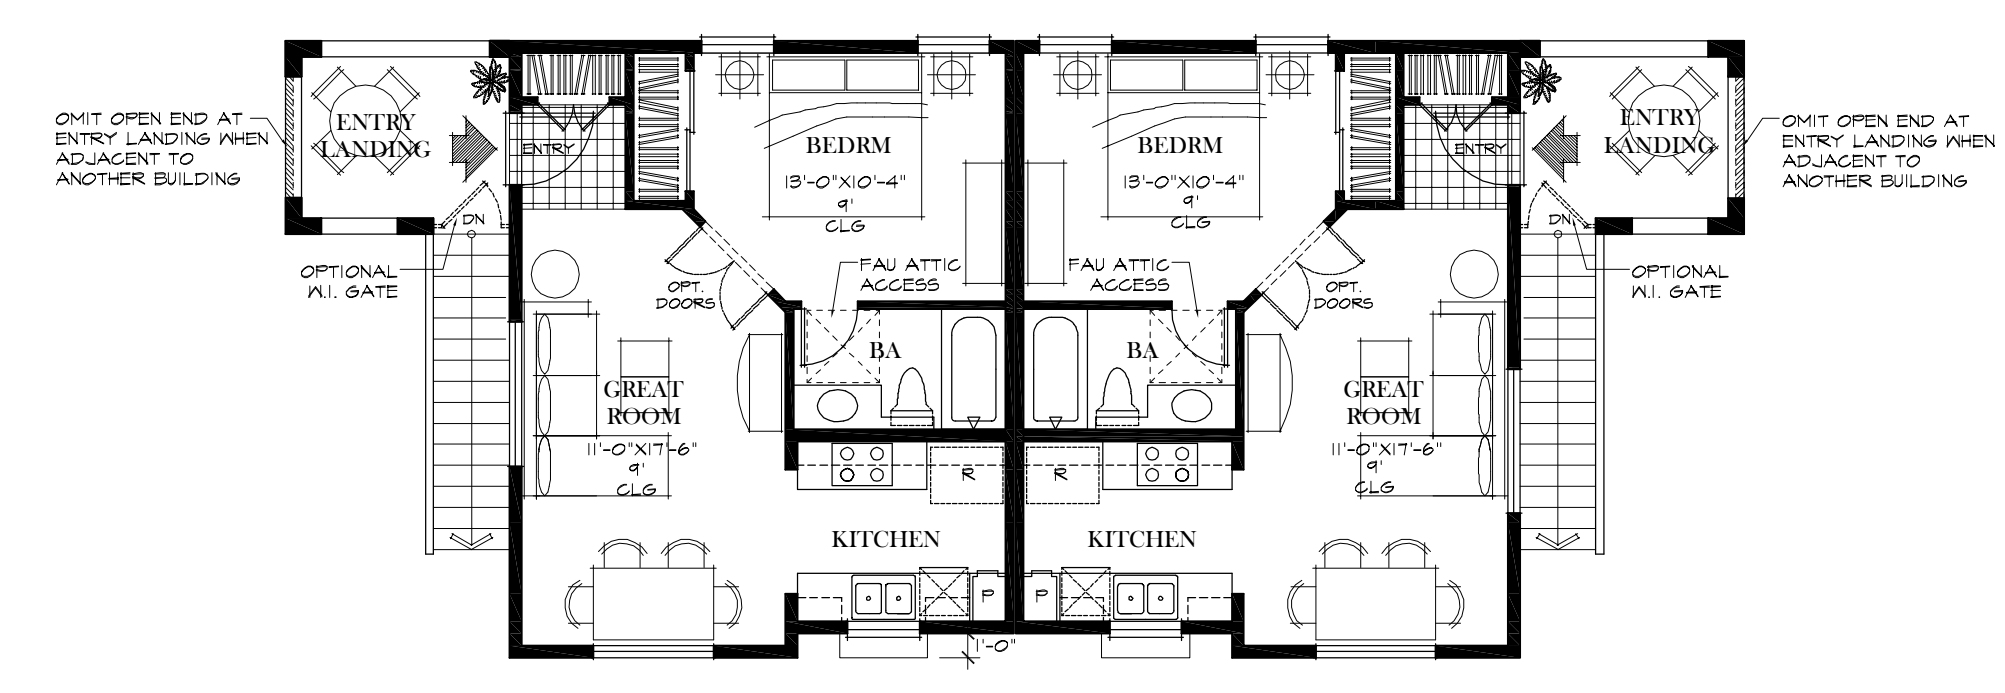 OMIT OPEN END AT
ENTRY LANDING WHEN
ADJACENT TO
ANOTHER BUILDING
ENTRY
LANDING
ENTRY
DN
OPTIONAL
W.I. GATE
BEDRM
13'-0"X10'-4"
9'
CLG
FAU ATTIC
ACCESS
OPT.
DOORS
BA
GREAT
ROOM
11'-0"X17'-6"
9'
CLG
R
KITCHEN
P
1'-0"
BEDRM
13'-0"X10'-4"
9'
CLG
FAU ATTIC
ACCESS
OPT.
DOORS
BA
GREAT
ROOM
11'-0"X17'-6"
9'
CLG
R
KITCHEN
P
ENTRY
ENTRY
LANDING
DN
OPTIONAL
W.I. GATE
OMIT OPEN END AT
ENTRY LANDING WHEN
ADJACENT TO
ANOTHER BUILDING